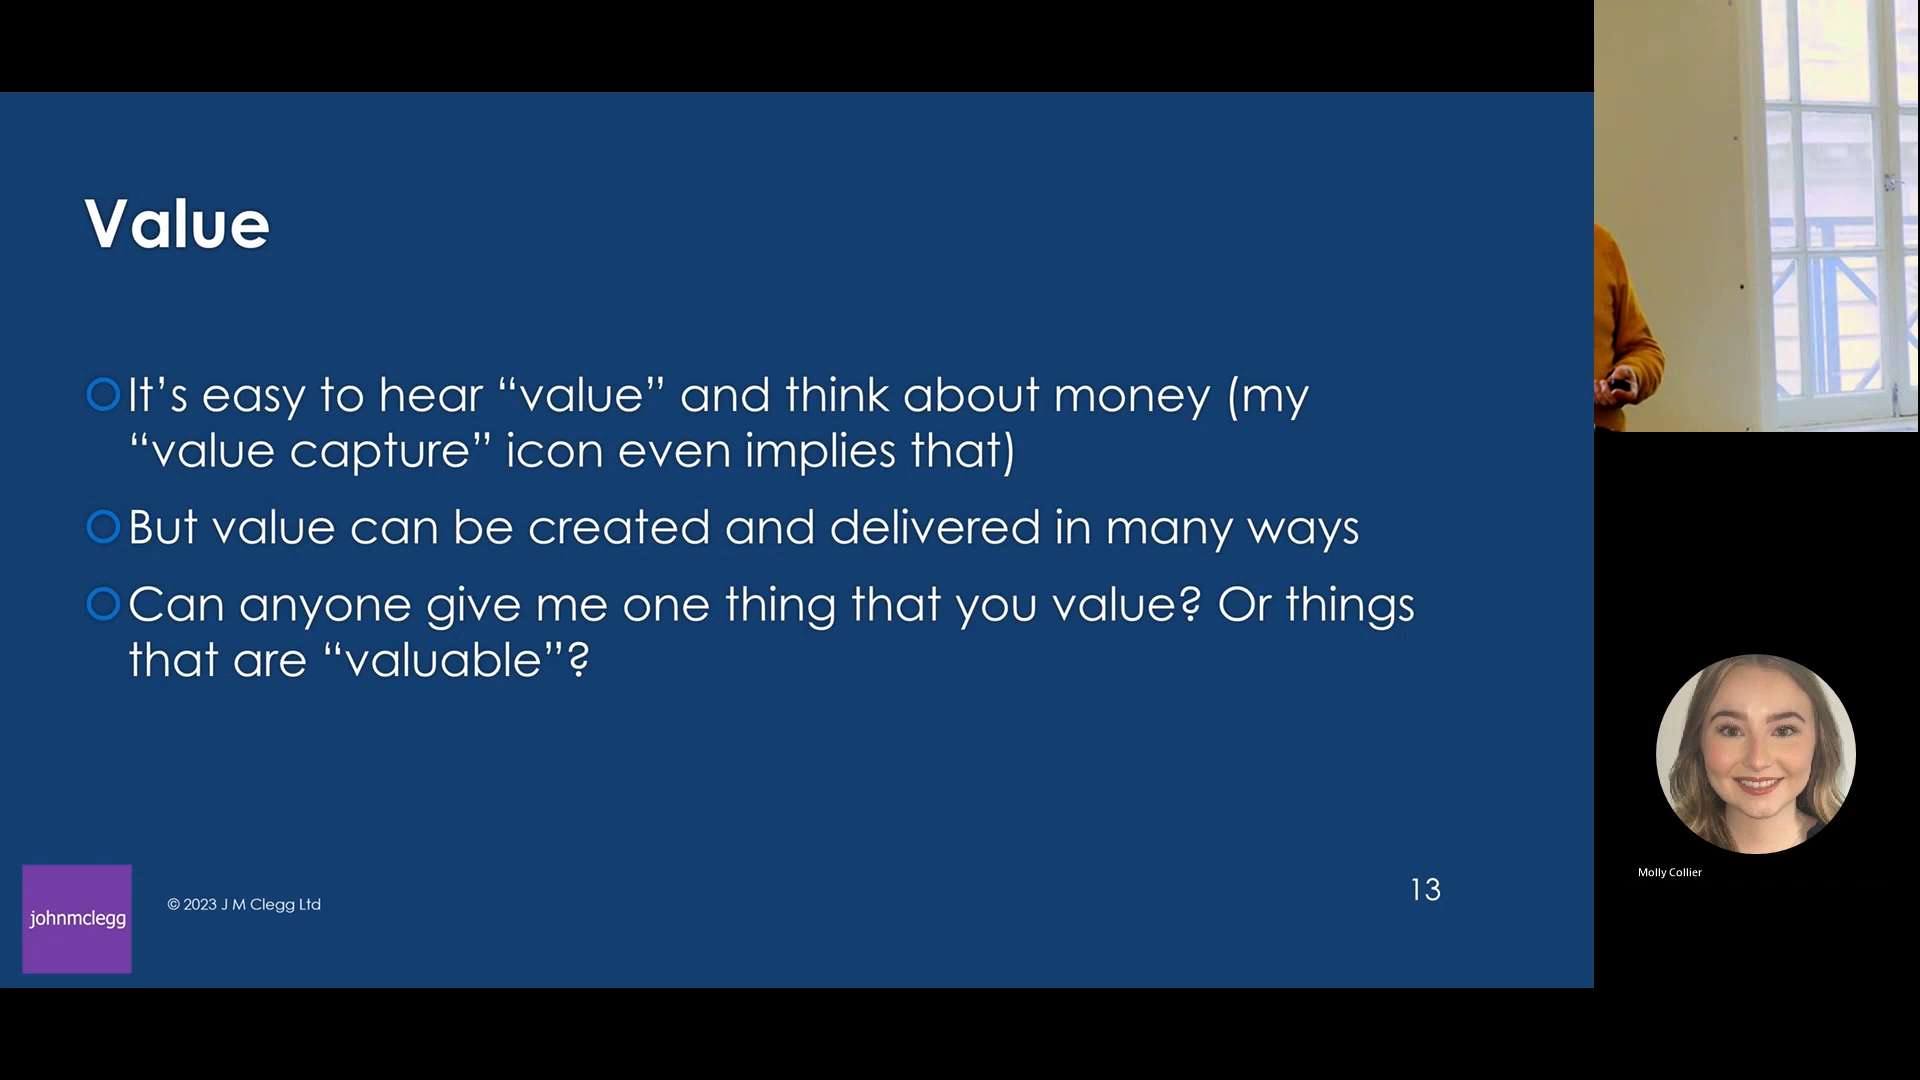 Value
It’s easy to hear “value” and think about money (my
“value capture” icon even implies that)
But value can be created and delivered in many ways
Can anyone give me one thing that you value? Or things
that are “valuable”?
johnmclegg
© 2023 J M Clegg Ltd
13
Molly Collier